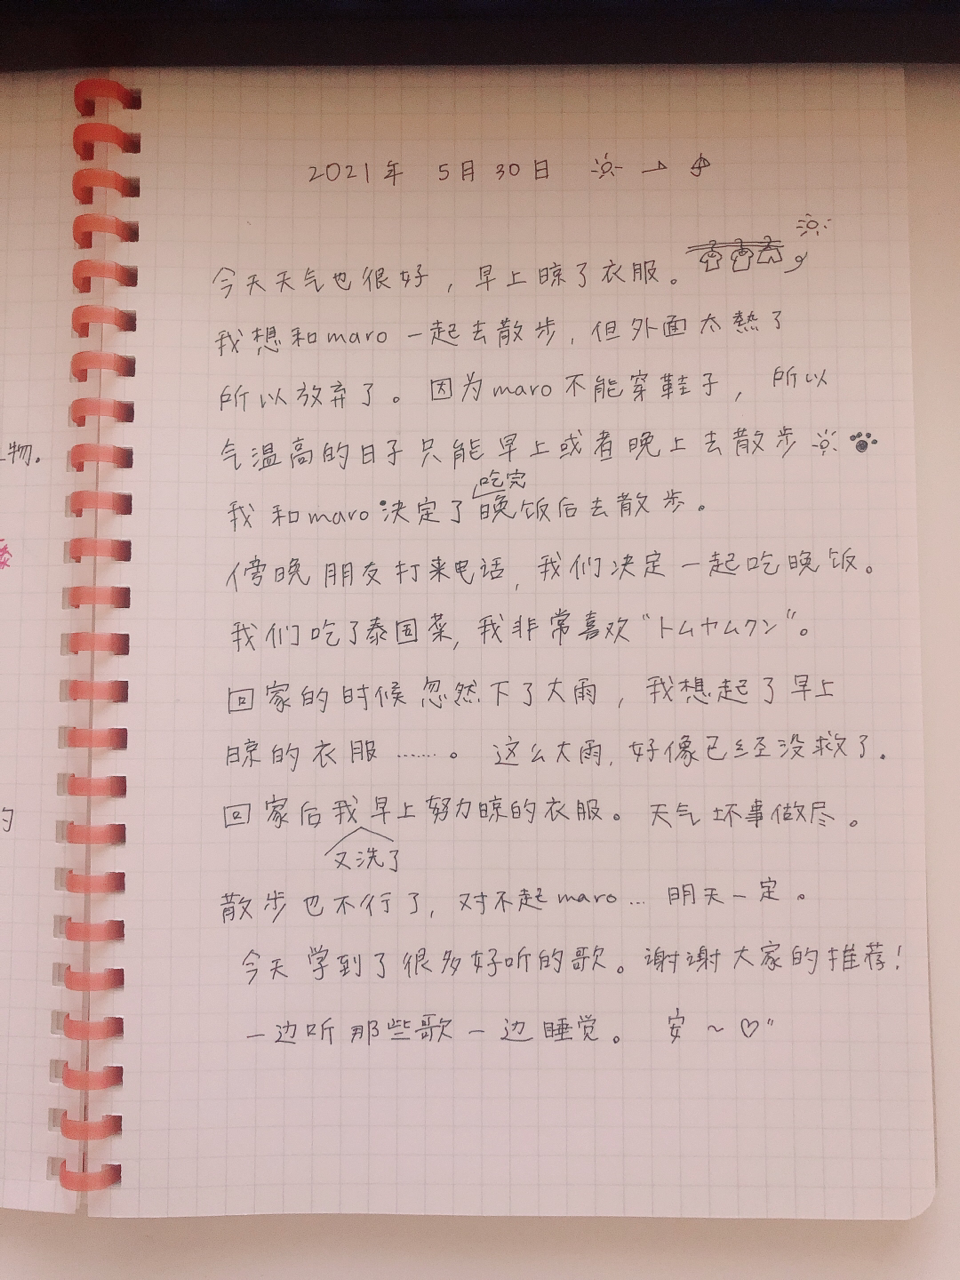 2021年 5月30日
今天天气也很好，早上晾了衣服。
我想和maro一起去散步，但外面太熱了
所以放弃了。因为maro不能穿鞋子，所以
气温高的日子只能早上或者晚上去散步
物.
吃完
我和maro决定了晚饭后去散步。
傍晚朋友打来电话，我们决定一起吃晚饭。
我们吃了泰国菜，我非常喜欢"トムヤムクン"。
回家的时候忽然下了大雨，我想起了早上
晾的衣服……。这么大雨，好像已经没救了.
的
回家后我早上努力晾的衣服。天气坏事做尽。
又洗了
散步也不行了，对不起maro… 明天一定。
今天学到了很多好听的歌。谢谢大家的推荐！
一边听那些歌一边睡觉。安~♡"